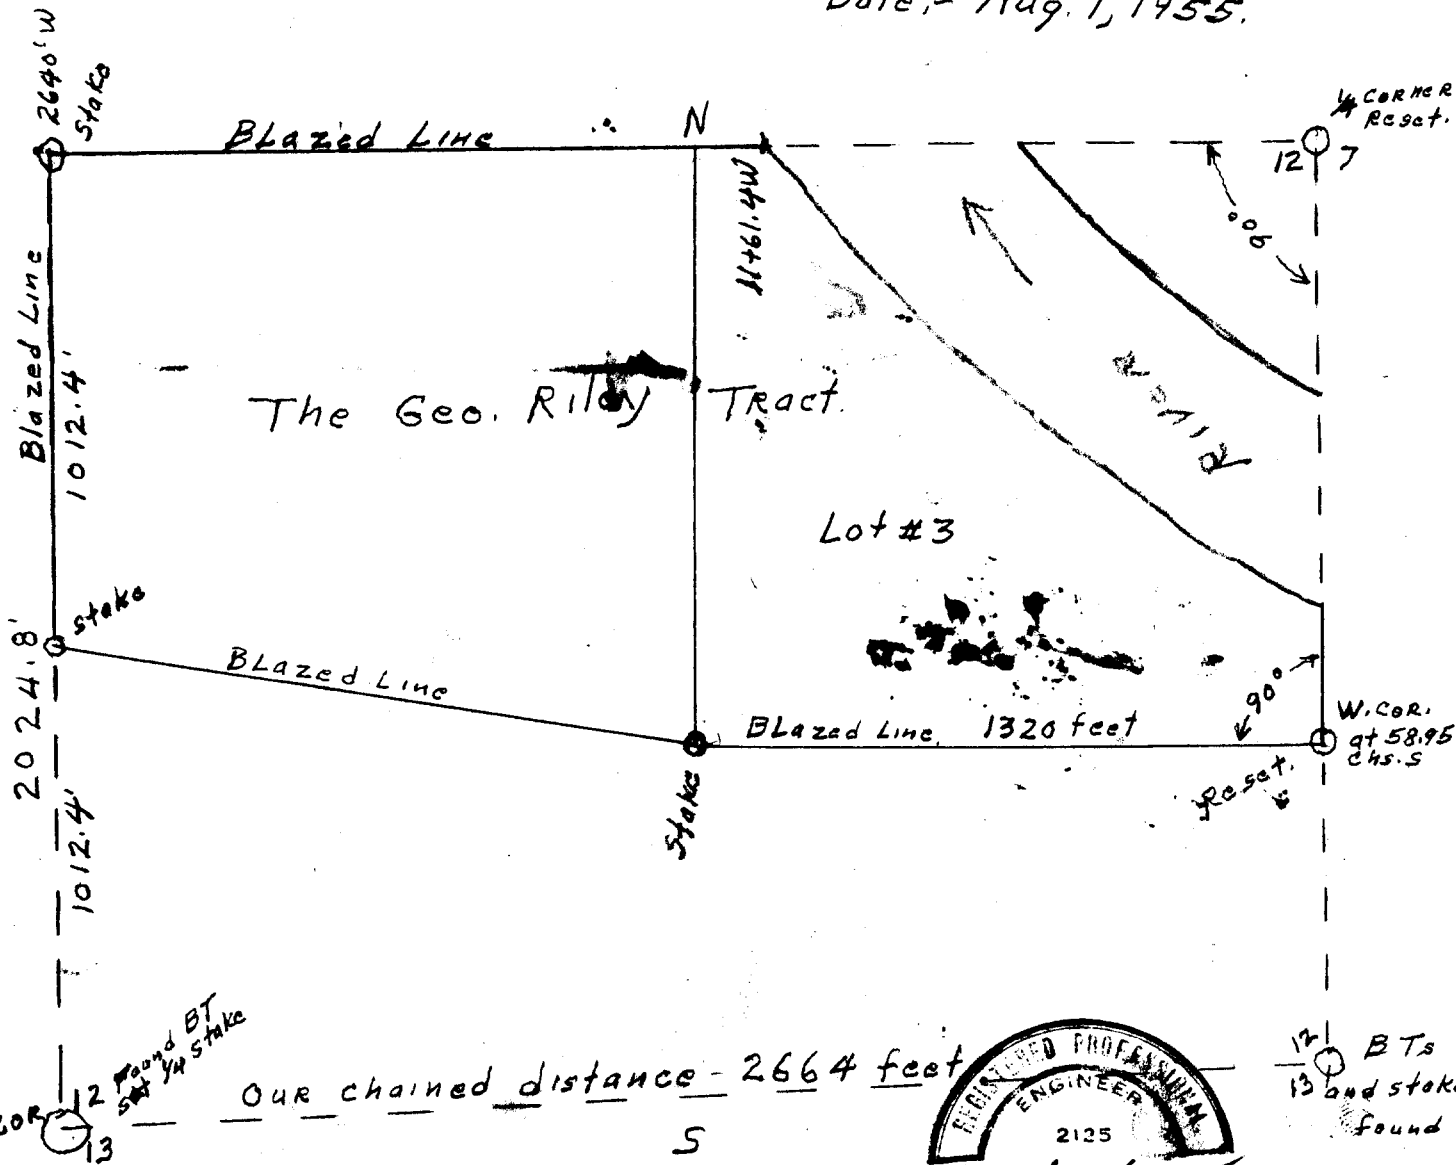 Date,- Aug. 1, 1955.
2640' W
Stake
Blazed Line
N
1/4 CORNER
Reset.
12 7
90°
11+61.4W
Blazed Line
1012.4'
The Geo. Riley Tract.
River
Lot #3
stake
Blazed Line
2024.8'
Blazed Line 1320 feet
90°
W. COR.
at 58.95
chs. S
Reset.
Stake
1012.4'
Found BT
Set 1/4 Stake
12
COR
13
Our chained distance - 2664 feet
S
REGISTERED PROFESSIONAL
ENGINEER
2125
12
13
BTs
and stake
found